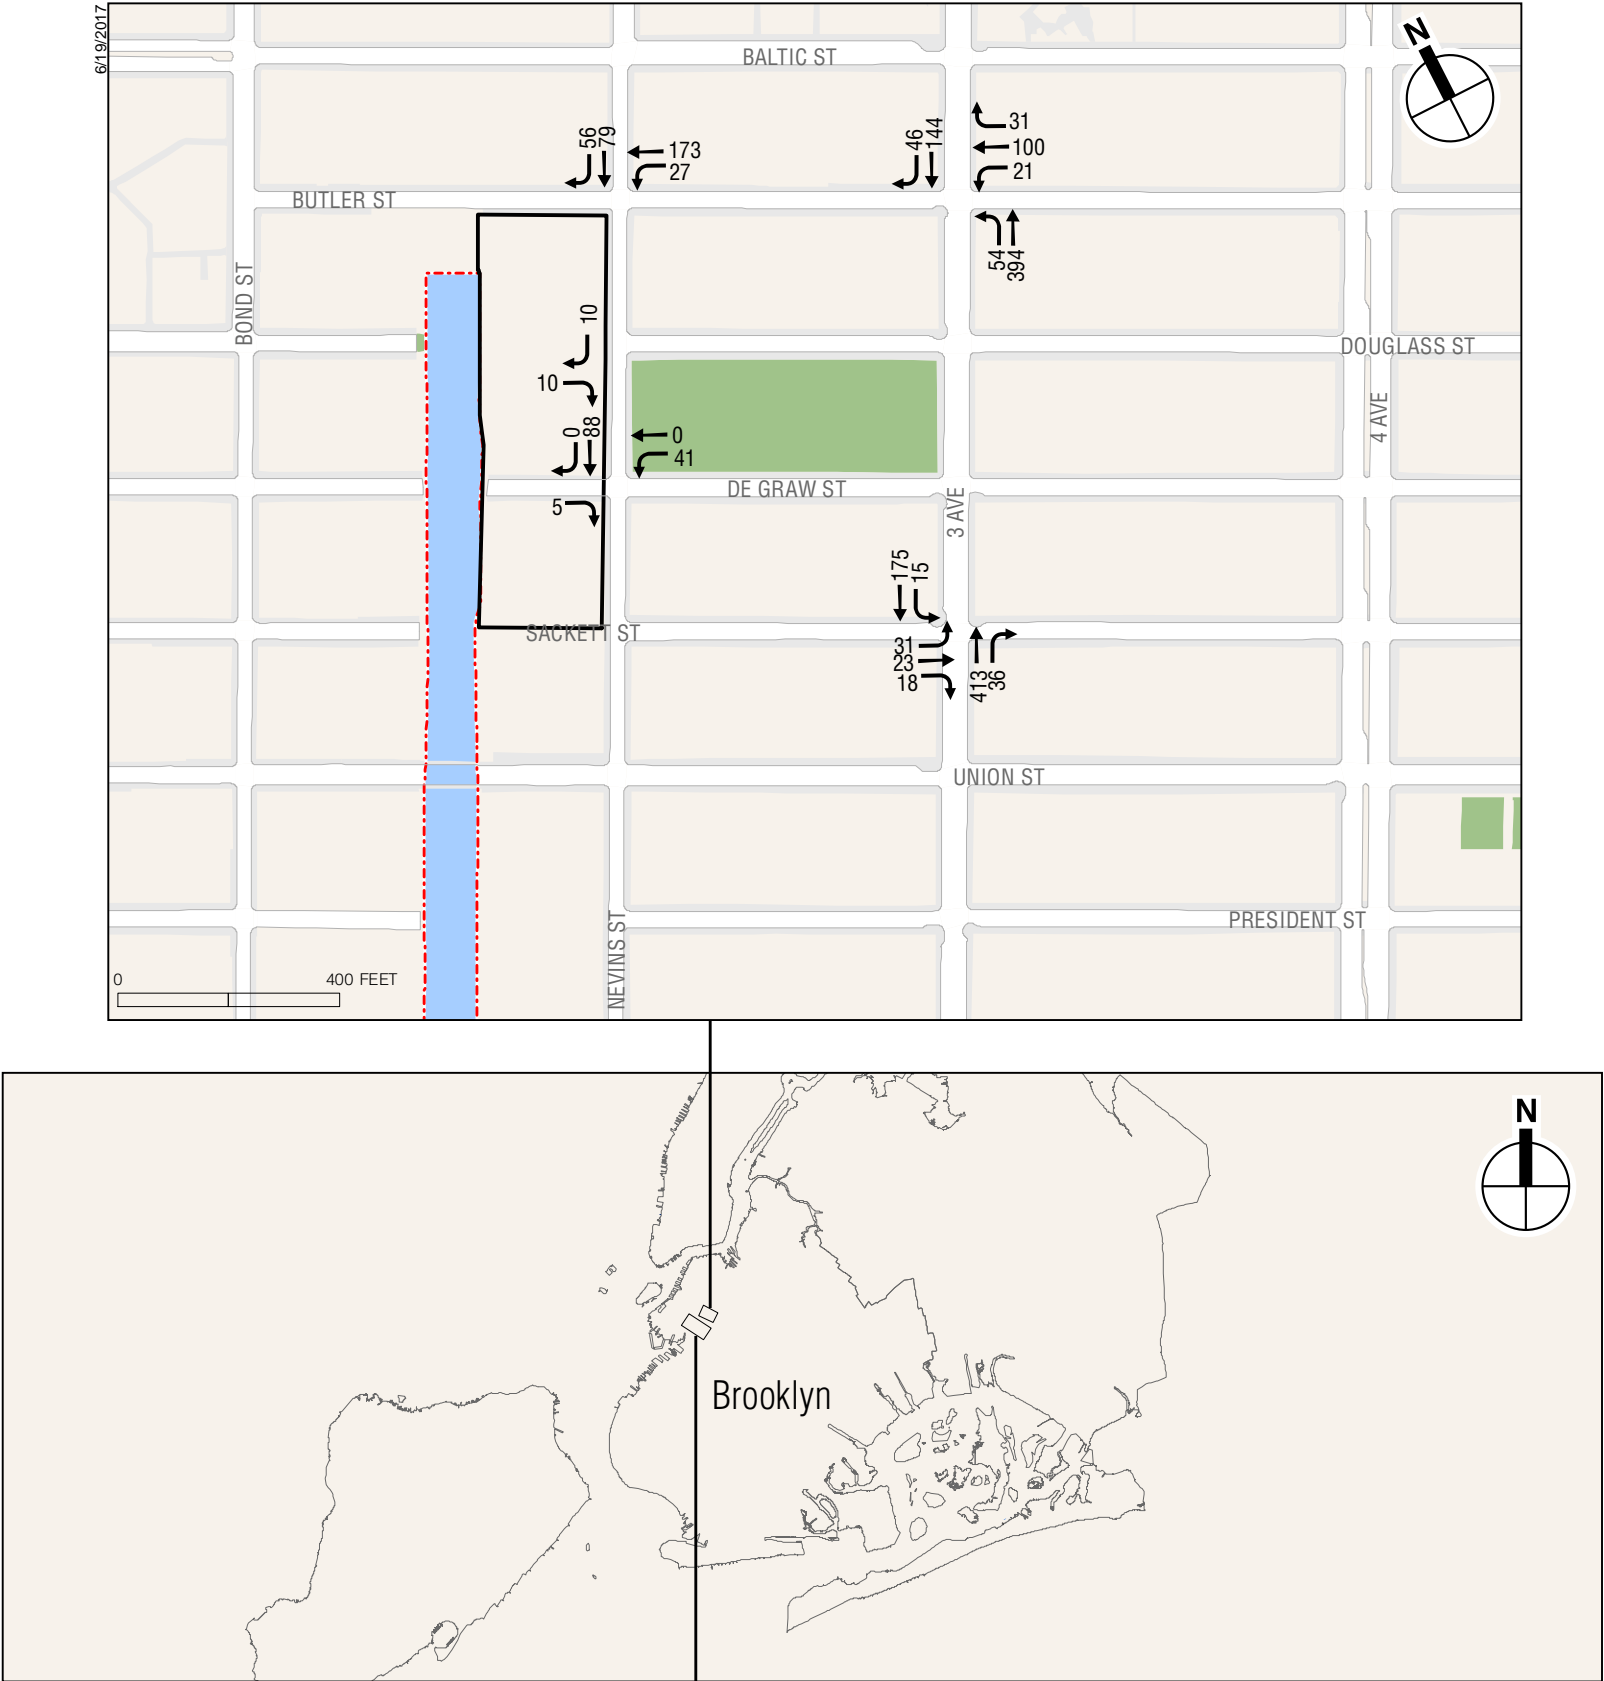 6/19/2017
N
BALTIC ST
31
100
21
56
79
173
27
46
144
BUTLER ST
54
394
BOND ST
10
DOUGLASS ST
10
4 AVE
0
88
0
41
DE GRAW ST
3 AVE
5
175
15
SACKETT ST
31
23
18
413
36
UNION ST
PRESIDENT ST
NEVINS ST
0
400 FEET
N
Brooklyn